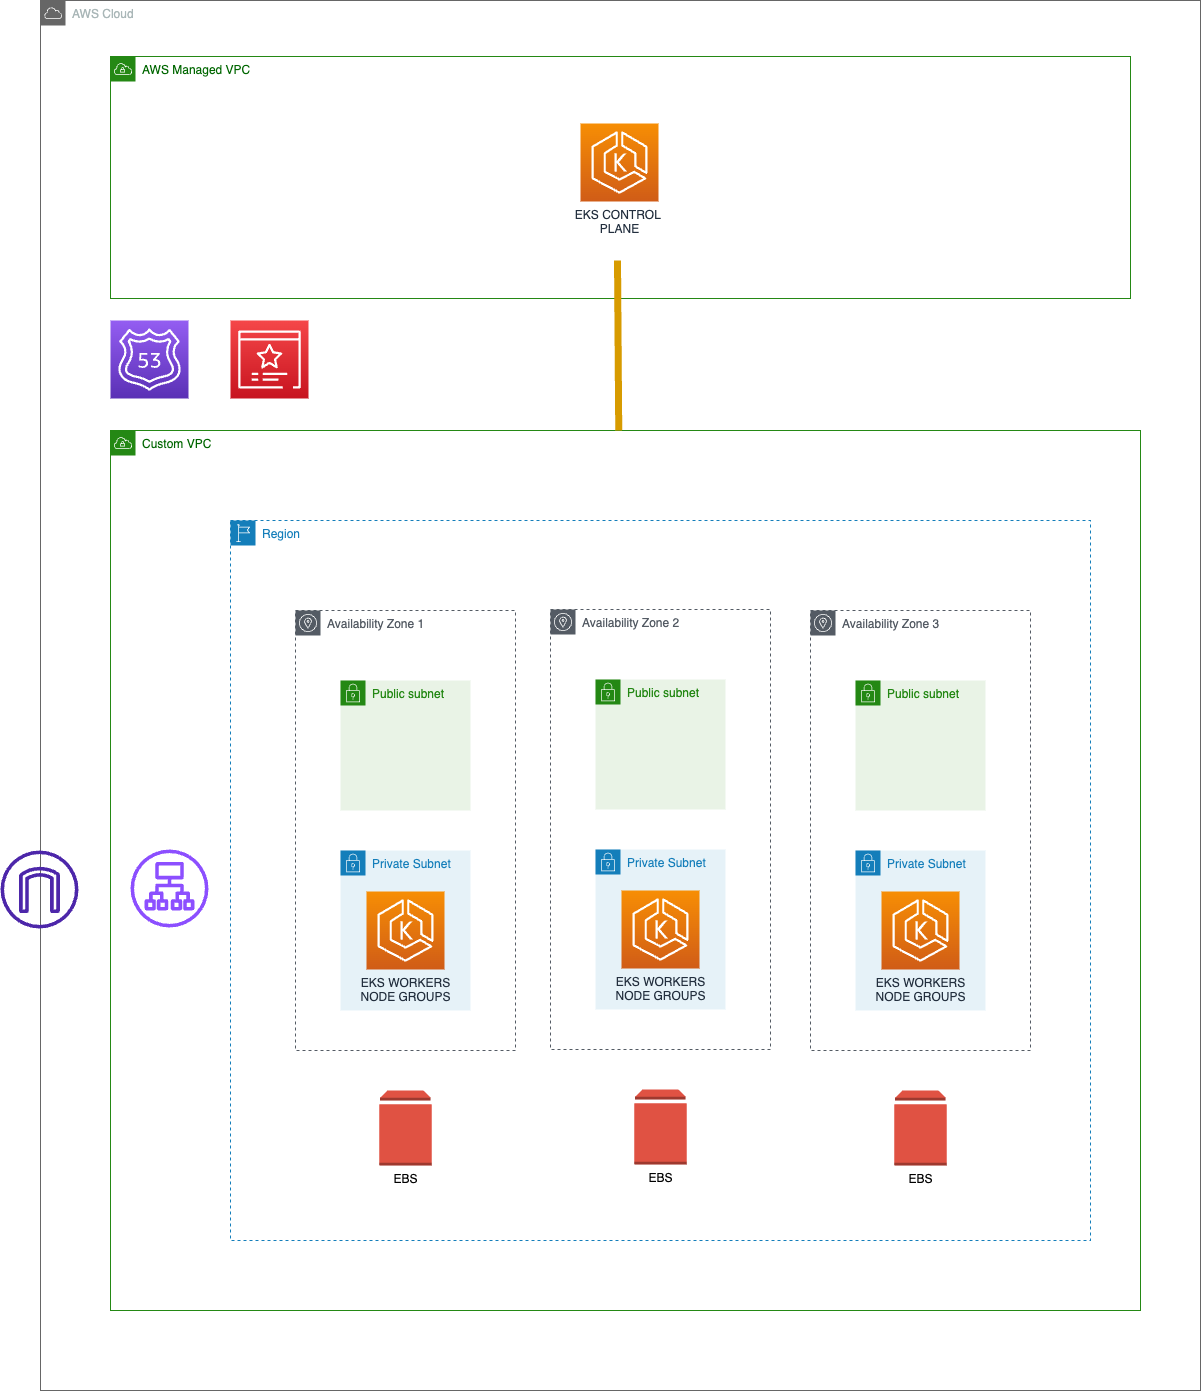 AWS Cloud
AWS Managed VPC
K
EKS CONTROL
PLANE
53
Custom VPC
Region
Availability Zone 1
Availability Zone 2
Availability Zone 3
Public subnet
Public subnet
Public subnet
Private Subnet
Private Subnet
Private Subnet
K
K
K
EKS WORKERS
NODE GROUPS
EKS WORKERS
NODE GROUPS
EKS WORKERS
NODE GROUPS
EBS
EBS
EBS